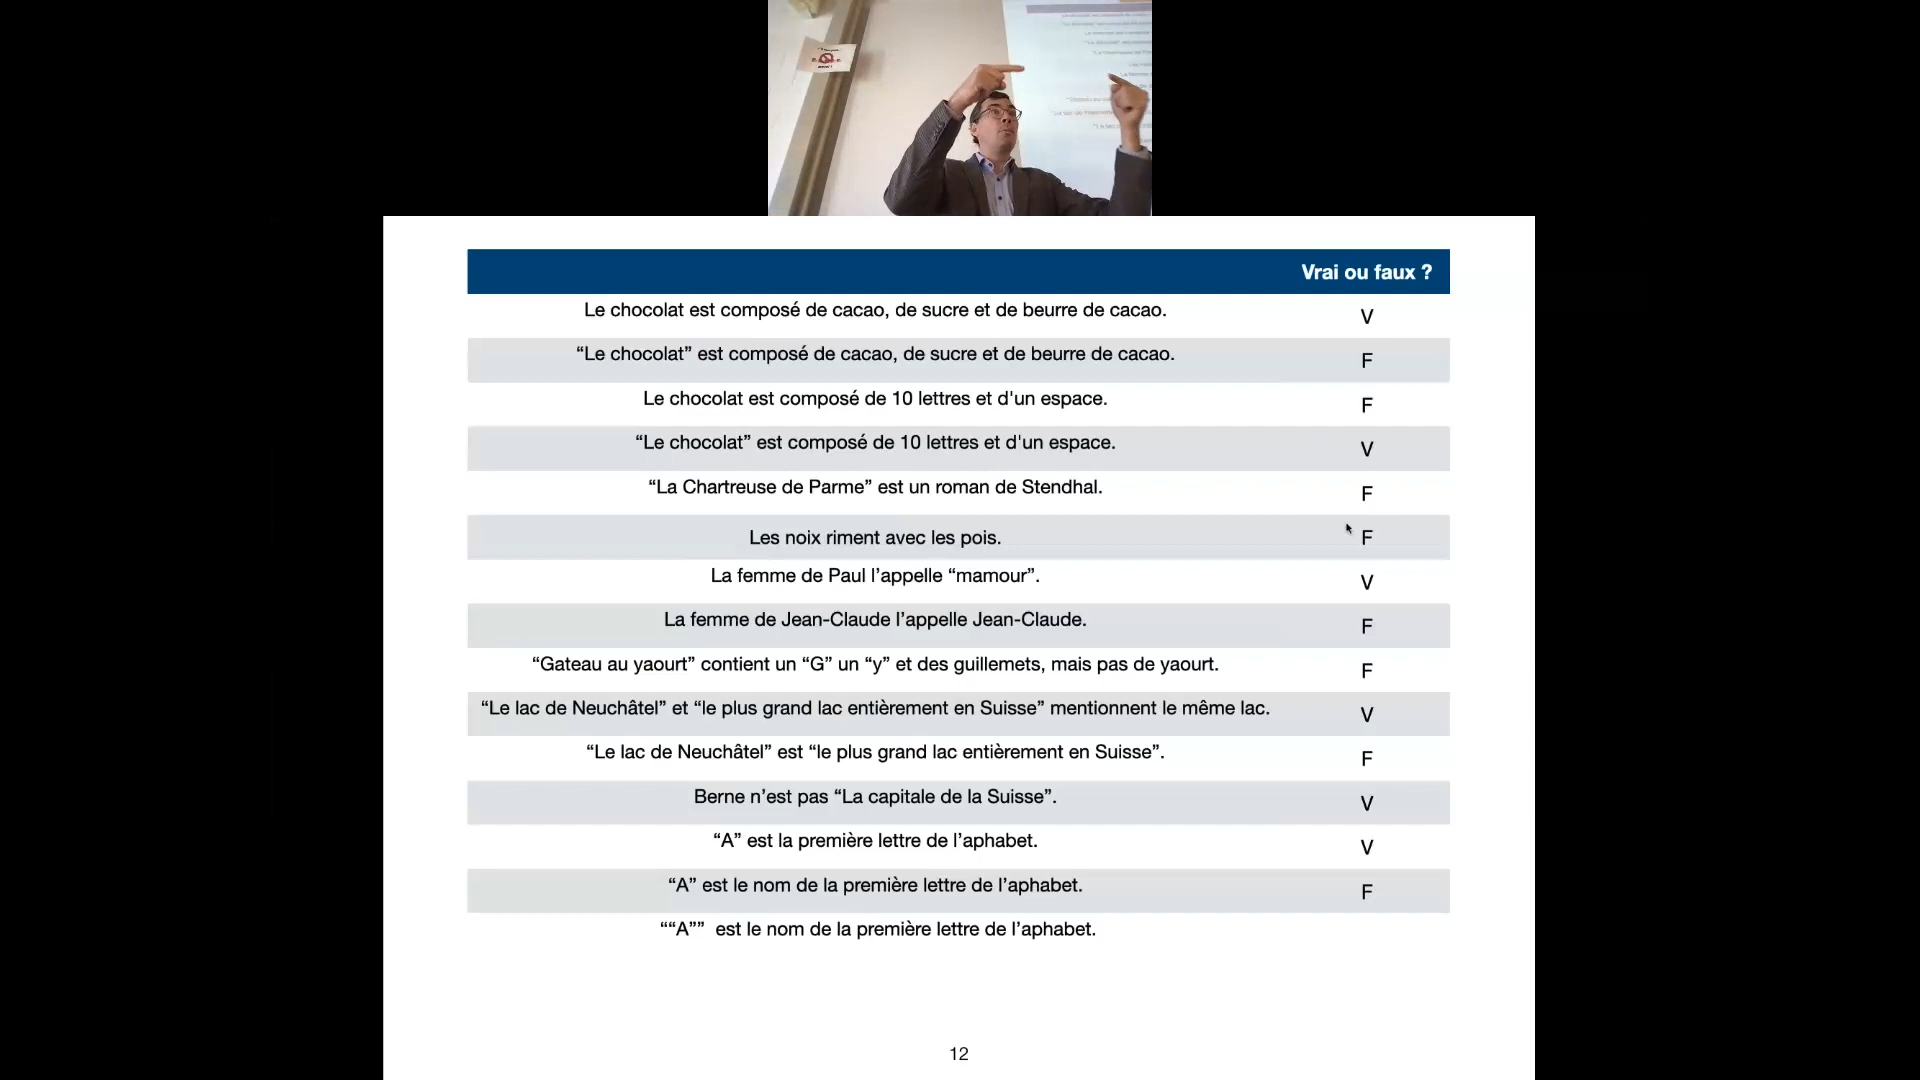 Vrai ou faux ?
Le chocolat est composé de cacao, de sucre et de beurre de cacao. V
“Le chocolat” est composé de cacao, de sucre et de beurre de cacao. F
Le chocolat est composé de 10 lettres et d'un espace. F
“Le chocolat” est composé de 10 lettres et d'un espace. V
“La Chartreuse de Parme” est un roman de Stendhal. F
Les noix riment avec les pois. F
La femme de Paul l’appelle “mamour”. V
La femme de Jean-Claude l’appelle Jean-Claude. F
“Gateau au yaourt” contient un “G” un “y” et des guillemets, mais pas de yaourt. F
“Le lac de Neuchâtel” et “le plus grand lac entièrement en Suisse” mentionnent le même lac. V
“Le lac de Neuchâtel” est “le plus grand lac entièrement en Suisse”. F
Berne n’est pas “La capitale de la Suisse”. V
“A” est la première lettre de l’aphabet. V
“A” est le nom de la première lettre de l’aphabet. F
““A”” est le nom de la première lettre de l’aphabet.
12